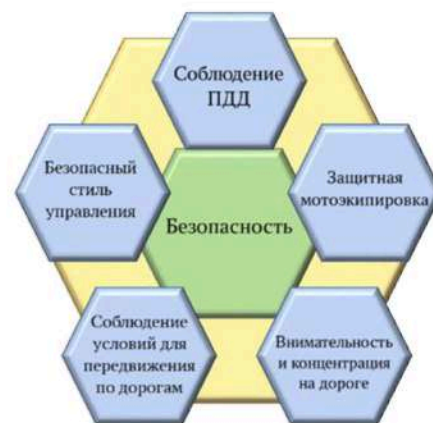 Соблюдение
ПДД
Безопасный
стиль
управления
Защитная
мотоэкипировка
Безопасность
Соблюдение
условий для
передвижения
по дорогам
Внимательность
и концентрация
на дороге